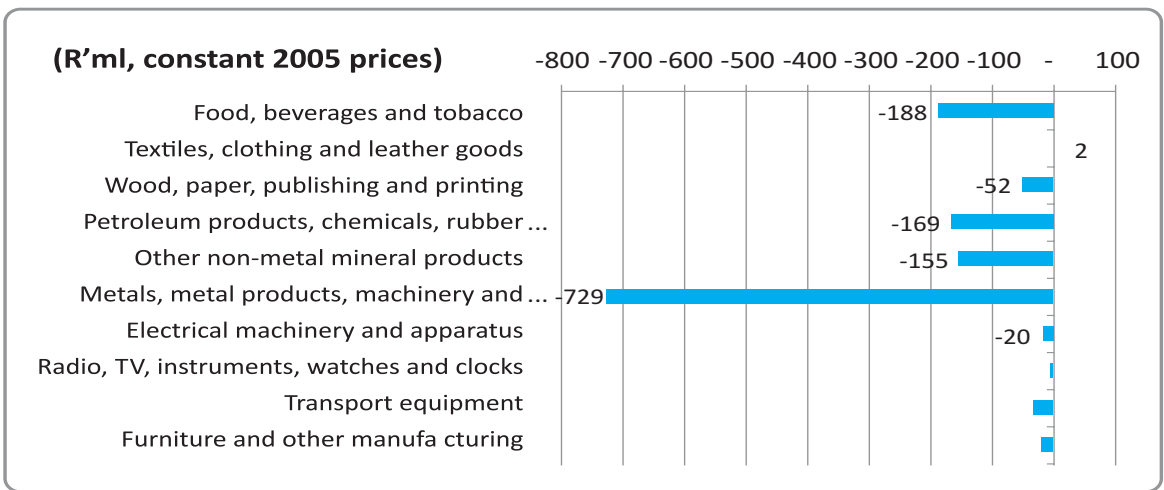 (R’ml, constant 2005 prices) -800 -700 -600 -500 -400 -300 -200 -100 - 100
Food, beverages and tobacco -188
Textiles, clothing and leather goods 2
Wood, paper, publishing and printing -52
Petroleum products, chemicals, rubber ... -169
Other non-metal mineral products -155
Metals, metal products, machinery and ... -729
Electrical machinery and apparatus -20
Radio, TV, instruments, watches and clocks
Transport equipment
Furniture and other manufa cturing